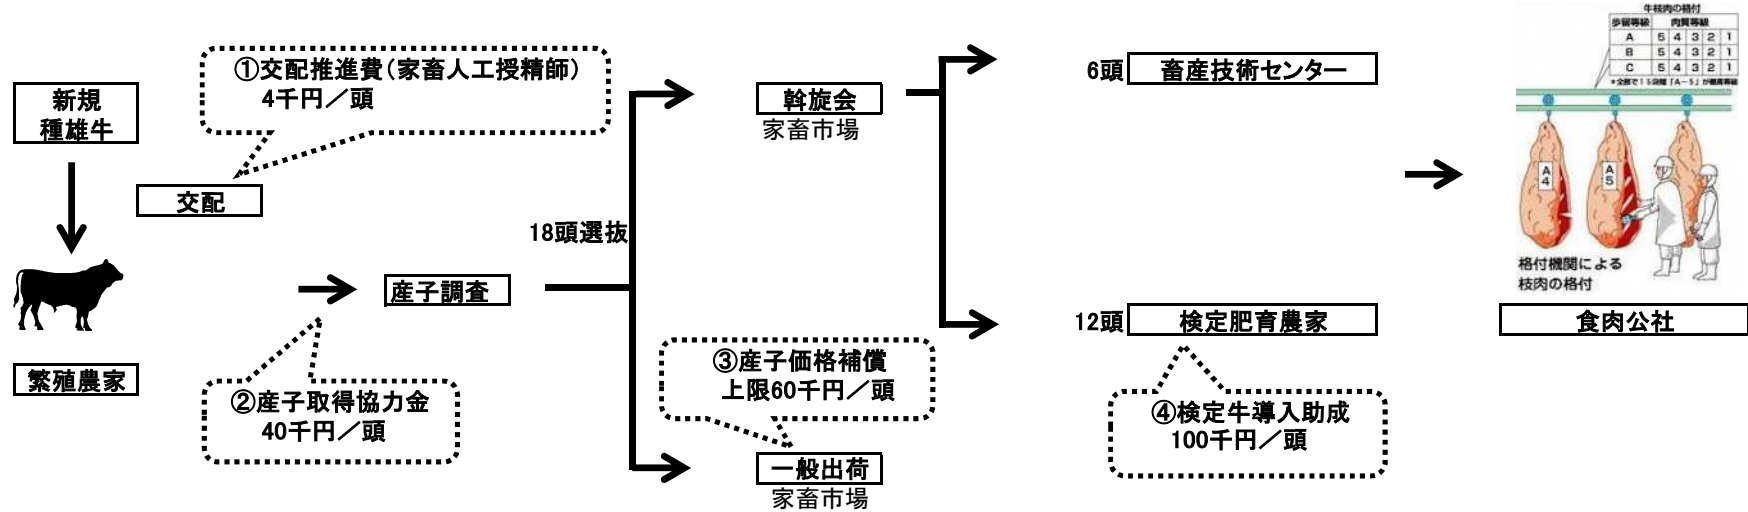 新規
種雄牛
①交配推進費(家畜人工授精師)
4千円／頭
交配
繁殖農家
②産子取得協力金
40千円／頭
産子調査
18頭選抜
斡旋会
家畜市場
③産子価格補償
上限60千円／頭
一般出荷
家畜市場
6頭
畜産技術センター
12頭
検定肥育農家
④検定牛導入助成
100千円／頭
牛枝肉の格付
歩留等級 肉質等級
A 5 4 3 2 1
B 5 4 3 2 1
C 5 4 3 2 1
A4
A5
格付機関による
枝肉の格付
食肉公社